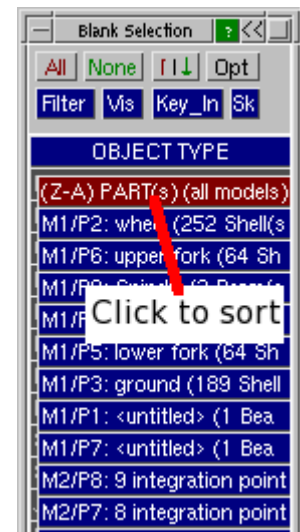 Blank Selection ? <<
All None ↑↓ Opt
Filter Vis Key_In Sk
OBJECT TYPE
(Z-A) PART(s) (all models)
M1/P2: (252 Shell(s
M1/P6: upper fork (64 Sh
Click to sort
M1/P5: lower fork (64 Sh
M1/P3: ground (189 Shell
M1/P1: <untitled> (1 Bea
M1/P7: <untitled> (1 Bea
M2/P8: 9 integration point
M2/P7: 8 integration point